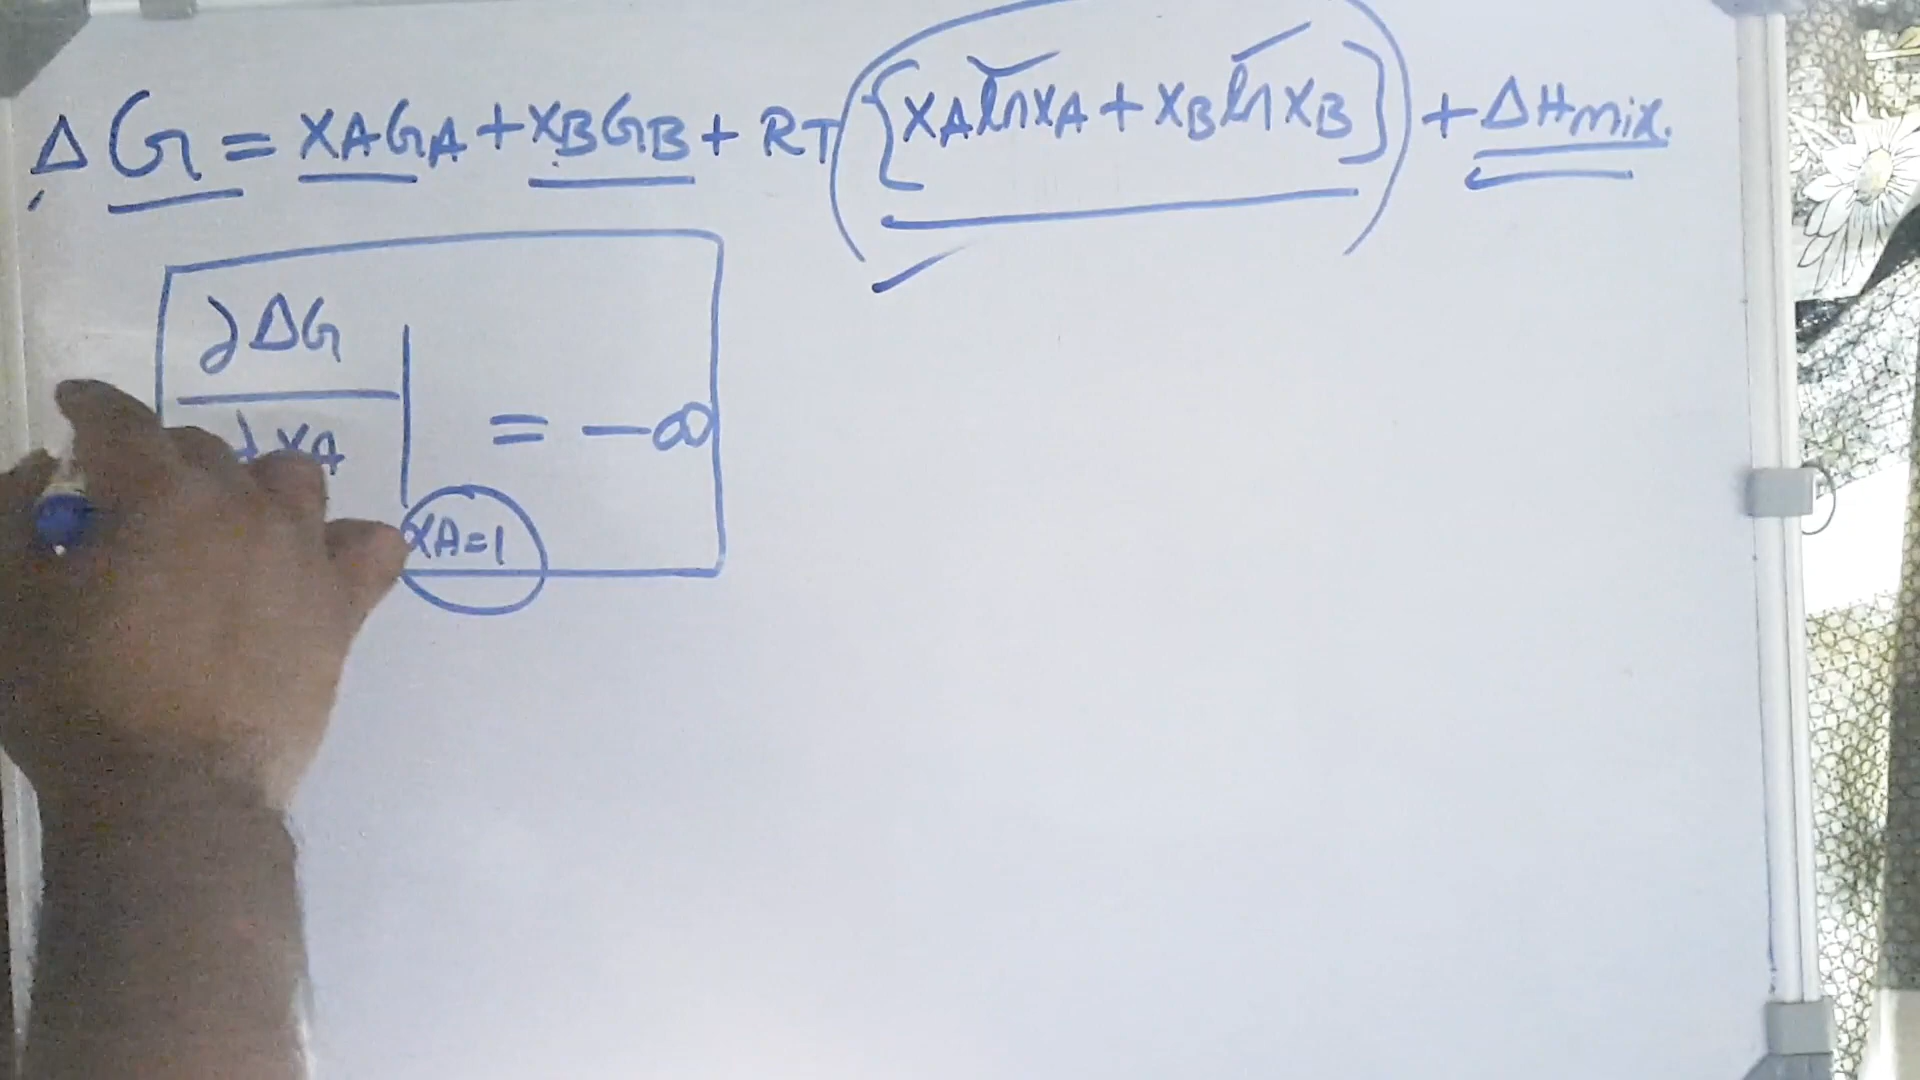 ΔG = XAGA + XBGB + RT {XA ln XA + XB ln XB} + ΔHmix.
∂ΔG
∂XA
XA=1
= -∞